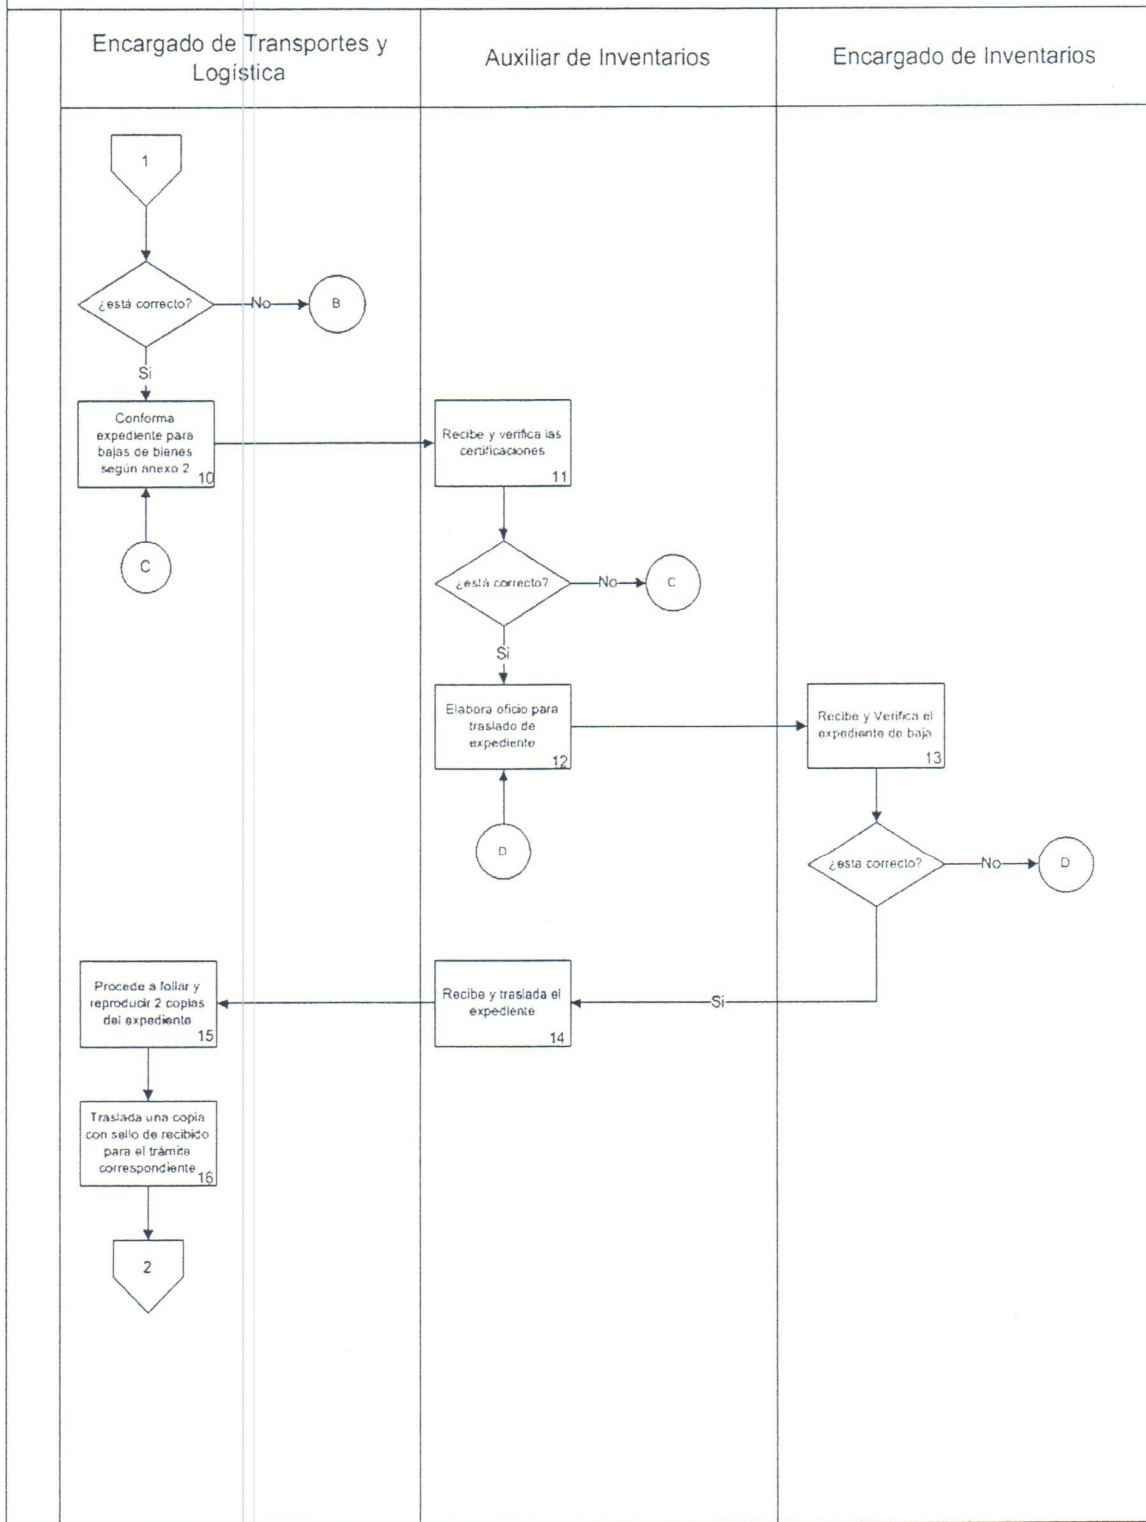 Encargado de Transportes y
Logística
Auxiliar de Inventarios
Encargado de Inventarios
1
¿está correcto?
No
B
Si
Conforma
expediente para
bajas de bienes
según anexo 2
10
Recibe y verifica las
certificaciones
11
C
¿está correcto?
No
C
Si
Elabora oficio para
traslado de
expediente
12
Recibe y Verifica el
expediente de baja
13
D
¿está correcto?
No
D
Procede a foliar y
reproducir 2 copias
del expediente
15
Recibe y traslada el
expediente
14
Si
Traslada una copia
con sello de recibido
para el trámite
correspondiente
16
2